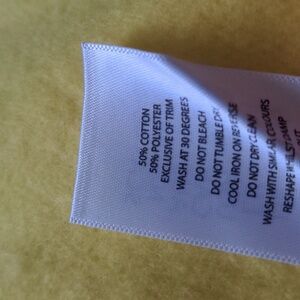 50% COTTON
50% POLYESTER
EXCLUSIVE OF TRIM
WASH AT 30 DEGREES
DO NOT BLEACH
DO NOT TUMBLE DRY
COOL IRON ON REVERSE
DO NOT DRY CLEAN
WASH WITH SIMILAR COLOURS
RESHAPE WHILST DAMP